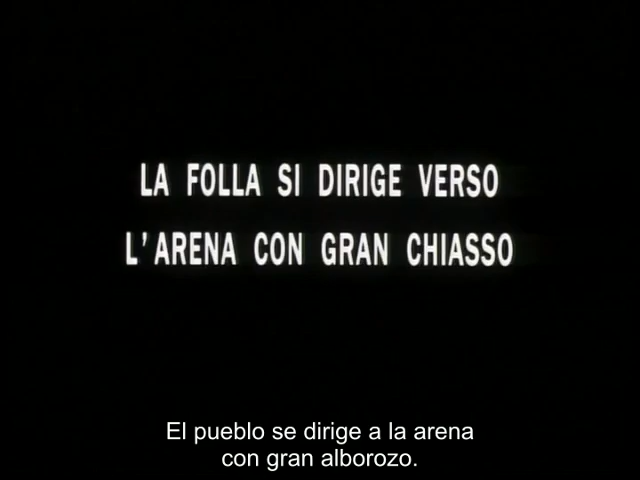 LA FOLLA SI DIRIGE VERSO
L'ARENA CON GRAN CHIASSO
El pueblo se dirige a la arena
con gran alborozo.